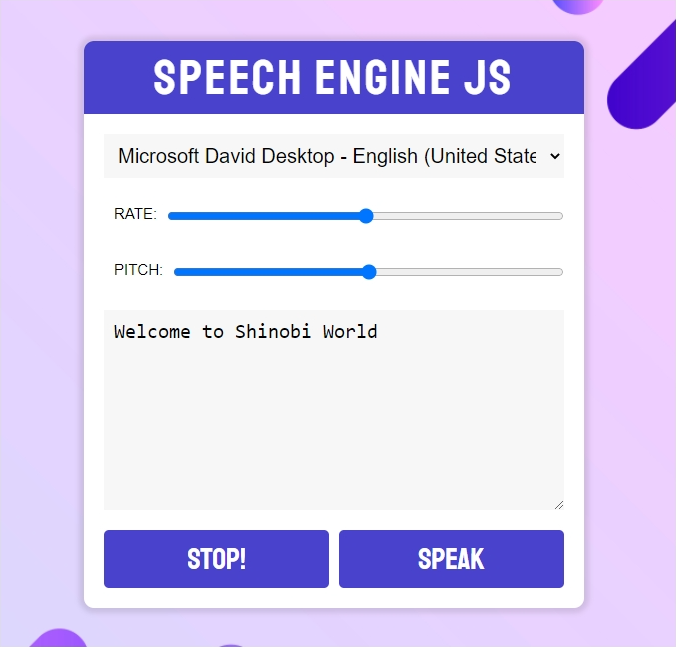 SPEECH ENGINE JS
Microsoft David Desktop - English (United State
RATE:
PITCH:
Welcome to Shinobi World
STOP!
SPEAK